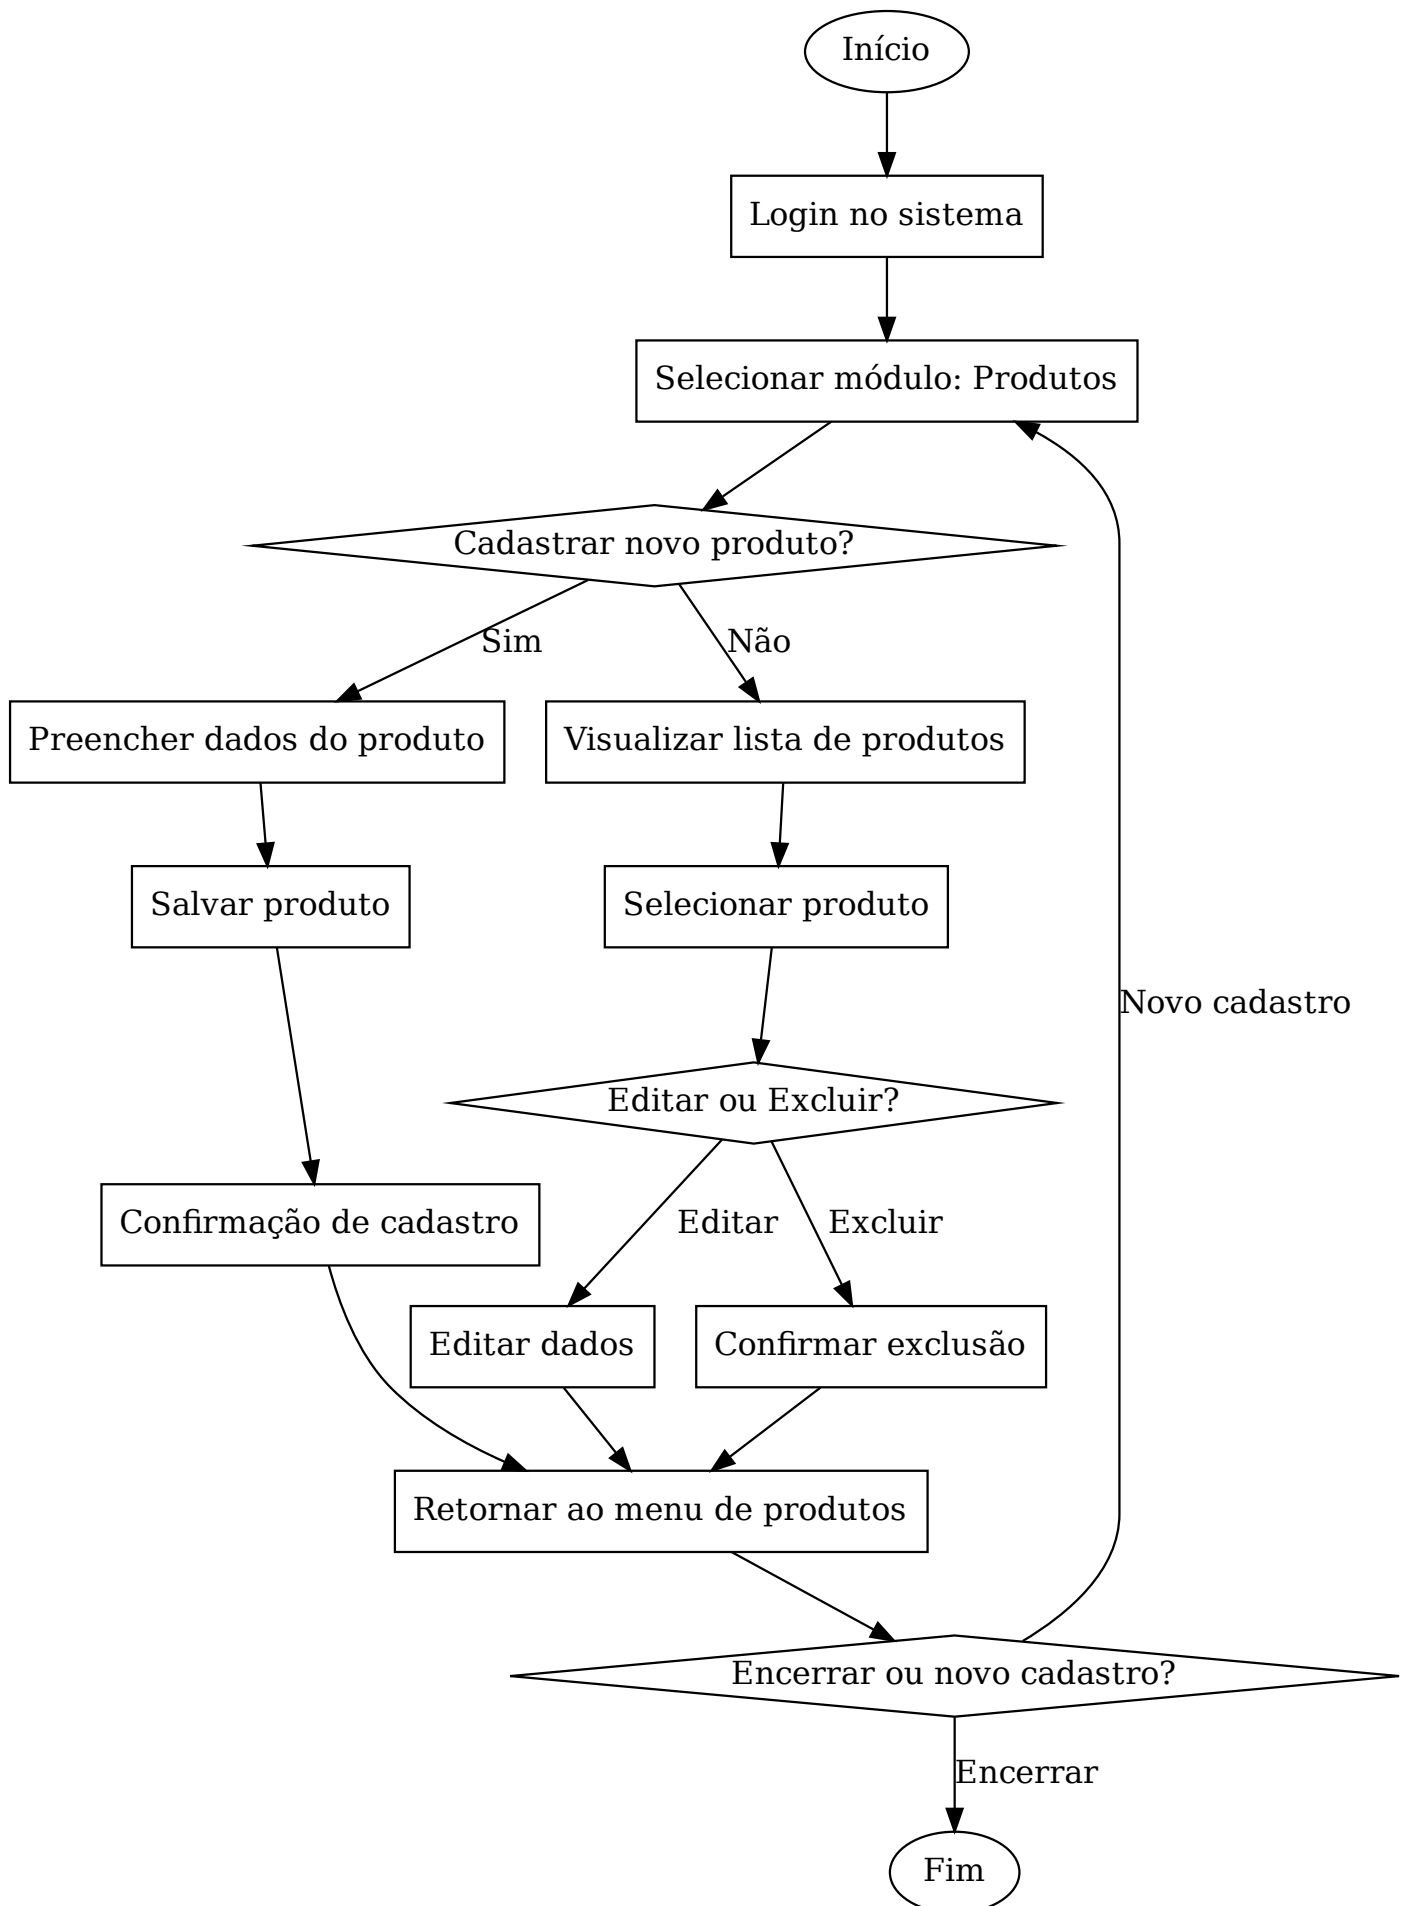 Início
Login no sistema
Selecionar módulo: Produtos
Cadastrar novo produto?
Sim
Não
Preencher dados do produto
Visualizar lista de produtos
Salvar produto
Selecionar produto
Novo cadastro
Editar ou Excluir?
Confirmação de cadastro
Editar
Excluir
Editar dados
Confirmar exclusão
Retornar ao menu de produtos
Encerrar ou novo cadastro?
Encerrar
Fim